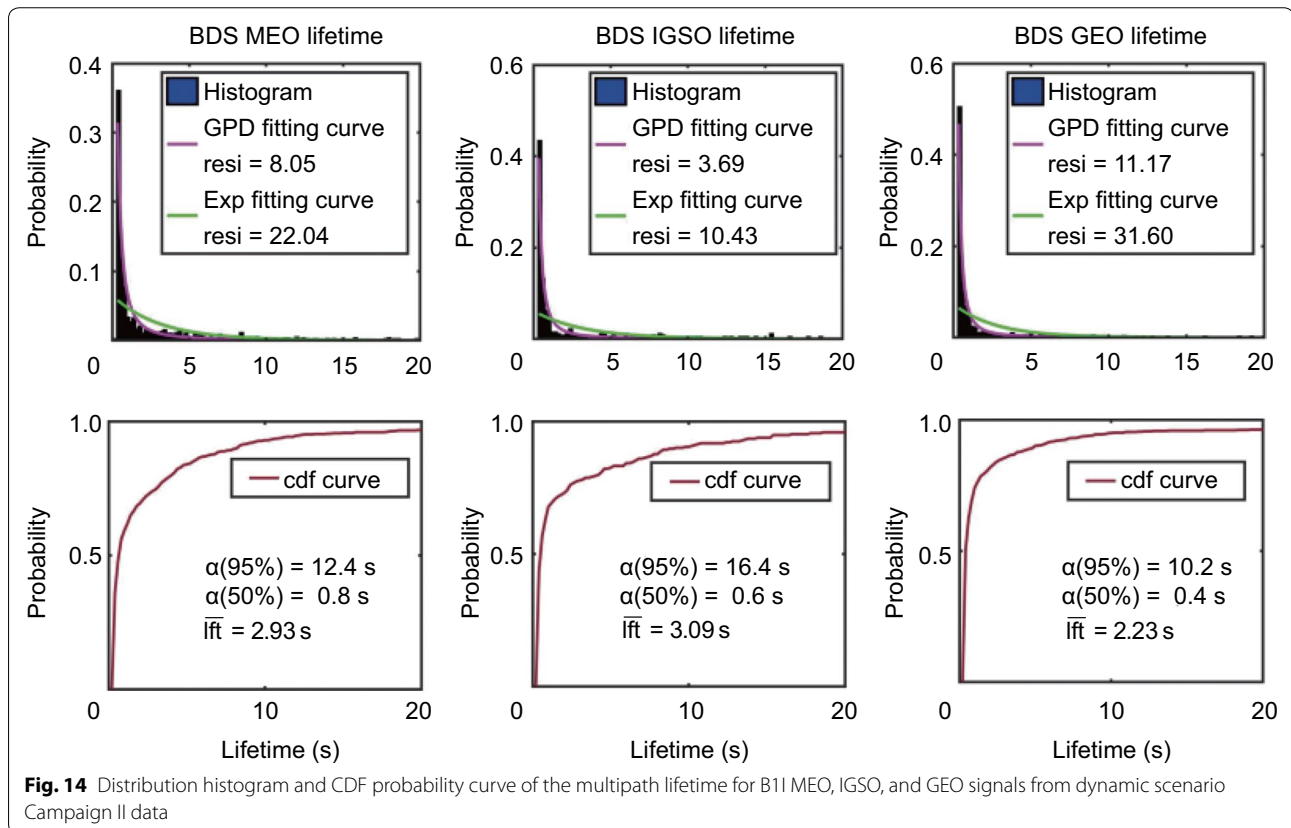 BDS MEO lifetime
0.4
0.3
0.2
0.1
0
5
10
15
20
Probability
Histogram
GPD fitting curve
resi = 8.05
Exp fitting curve
resi = 22.04
BDS IGSO lifetime
0.6
0.4
0.2
0
5
10
15
20
Probability
Histogram
GPD fitting curve
resi = 3.69
Exp fitting curve
resi = 10.43
BDS GEO lifetime
0.6
0.4
0.2
0
5
10
15
20
Probability
Histogram
GPD fitting curve
resi = 11.17
Exp fitting curve
resi = 31.60
1.0
0.5
0
10
20
Probability
cdf curve
α(95%) = 12.4 s
α(50%) = 0.8 s
l̅f̅t̅ = 2.93 s
Lifetime (s)
1.0
0.5
0
10
20
Probability
cdf curve
α(95%) = 16.4 s
α(50%) = 0.6 s
l̅f̅t̅ = 3.09 s
Lifetime (s)
1.0
0.5
0
10
20
Probability
cdf curve
α(95%) = 10.2 s
α(50%) = 0.4 s
l̅f̅t̅ = 2.23 s
Lifetime (s)
Fig. 14 Distribution histogram and CDF probability curve of the multipath lifetime for B1I MEO, IGSO, and GEO signals from dynamic scenario
Campaign II data